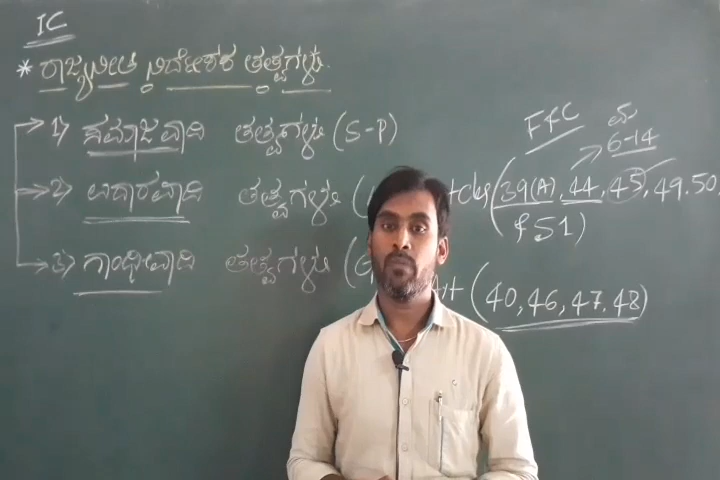 IC
* ರಾಜ್ಯನೀತಿ ನಿರ್ದೇಶಕ ತತ್ವಗಳು.
FFC ಮ
6-14
1) ಸಮಾಜವಾದಿ ತತ್ವಗಳು (S-P)
2) ಉದಾರವಾದಿ ತತ್ವಗಳು ( (39(A), 44, 45, 49.50
&51)
3) ಗಾಂಧೀವಾದಿ ತತ್ವಗಳು ( (40, 46, 47, 48)